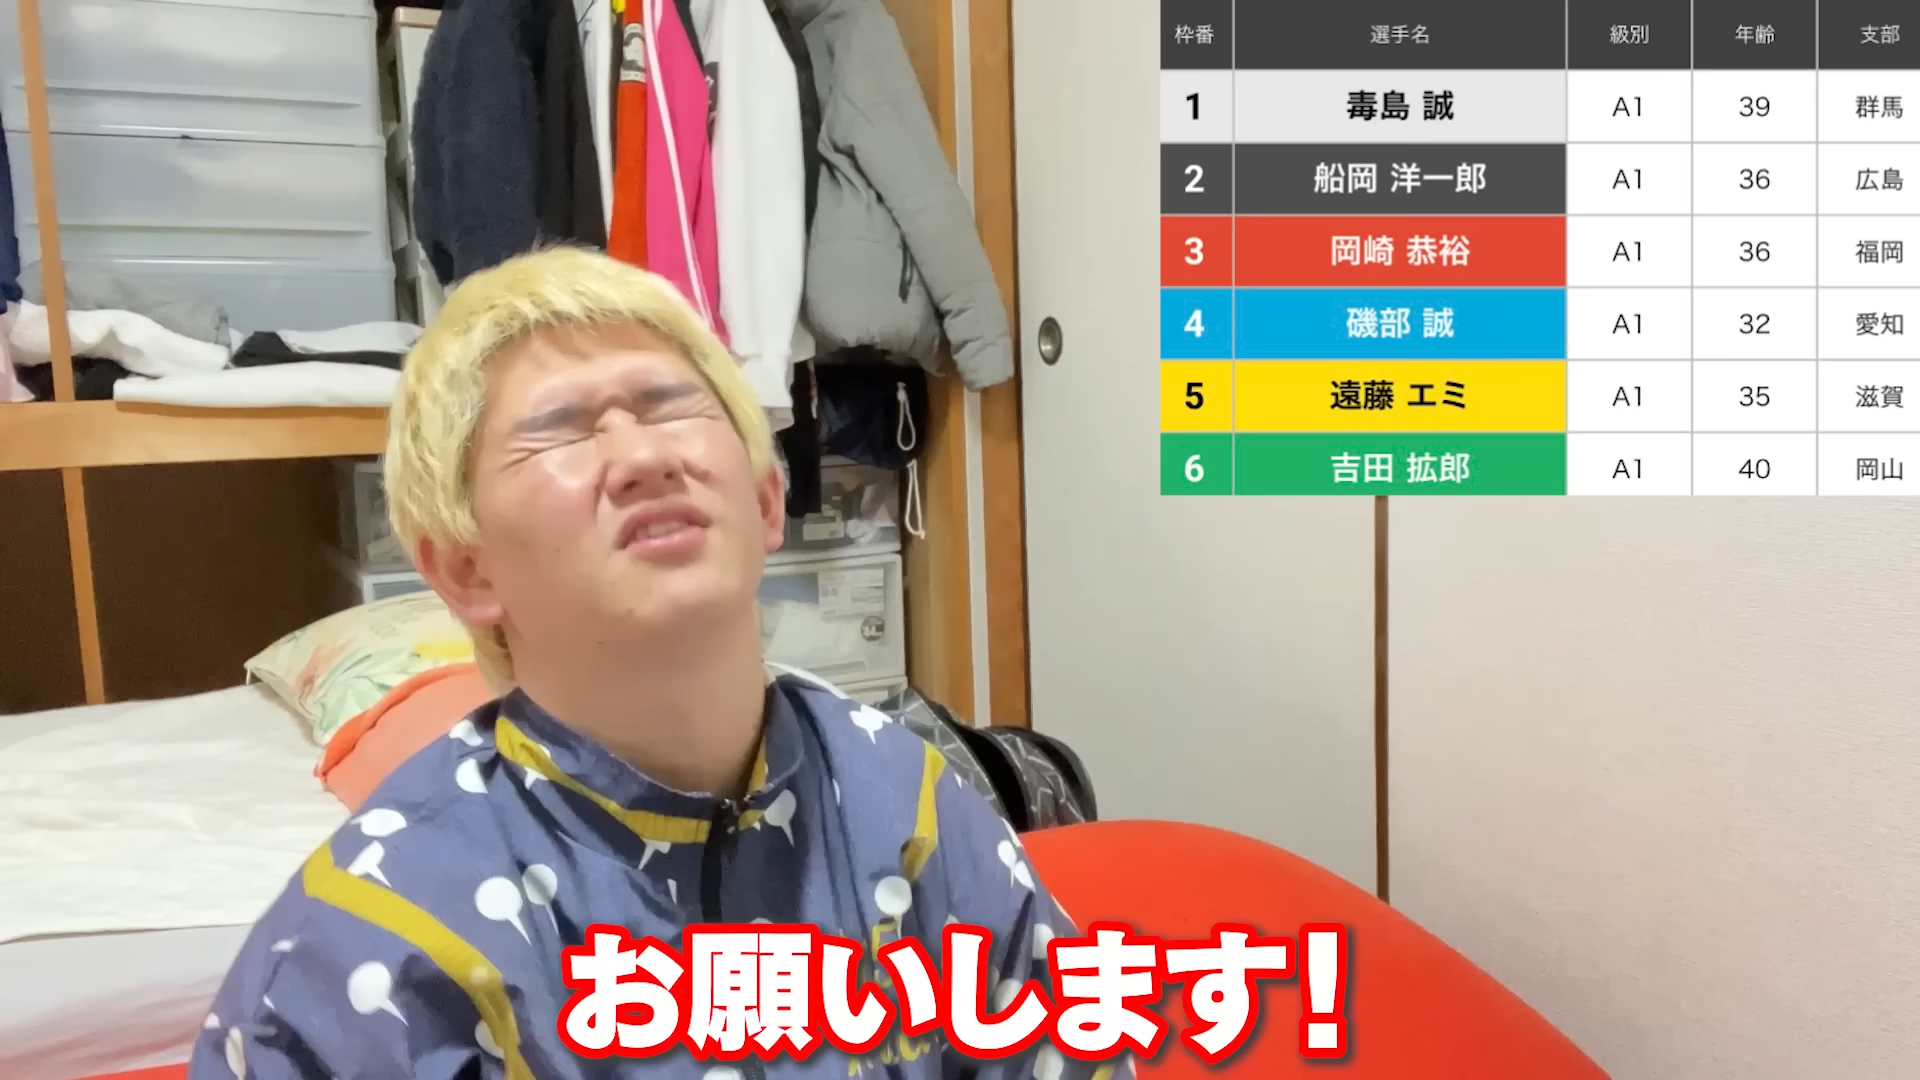 枠番 選手名 級別 年齢 支部
1 毒島 誠 A1 39 群馬
2 船岡 洋一郎 A1 36 広島
3 岡崎 恭裕 A1 36 福岡
4 磯部 誠 A1 32 愛知
5 遠藤 エミ A1 35 滋賀
6 吉田 拡郎 A1 40 岡山
お願いします!